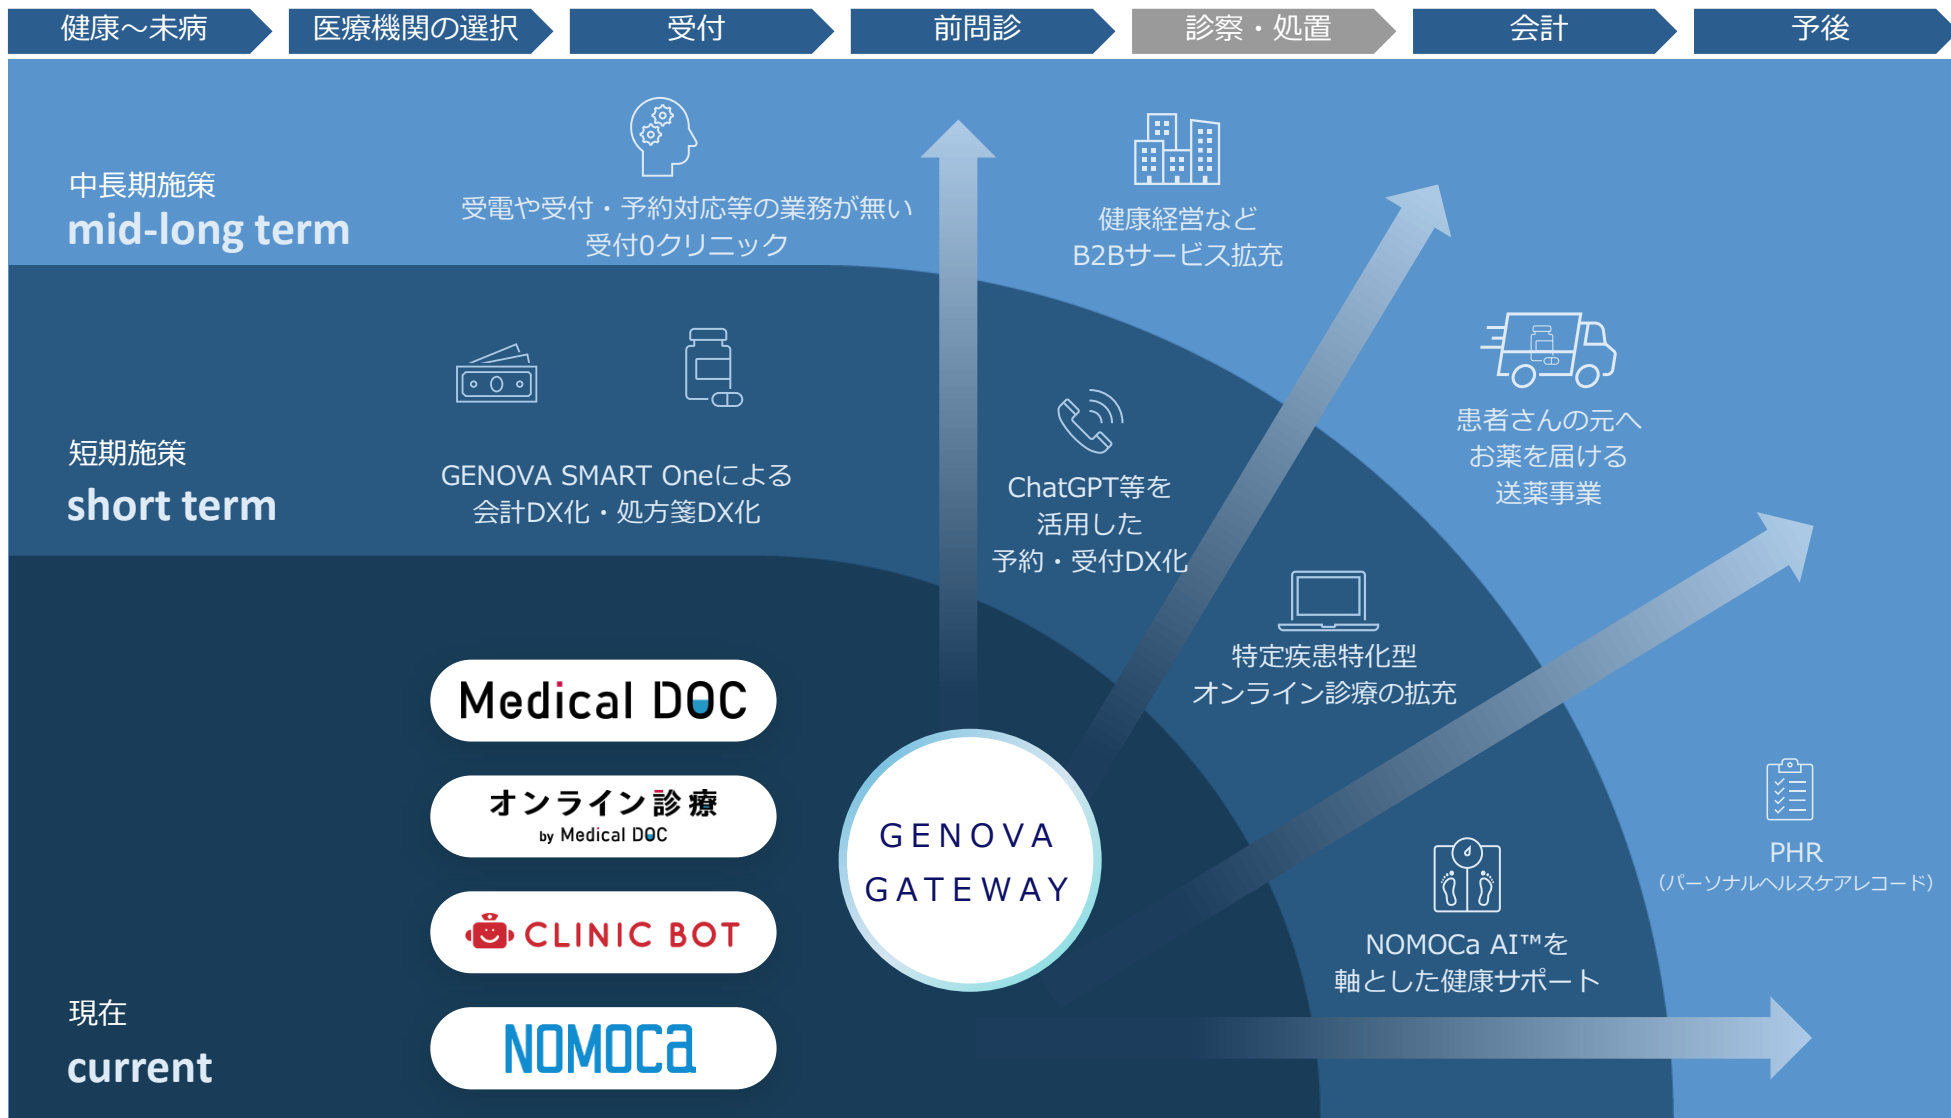 健康～未病
医療機関の選択
受付
前問診
診察・処置
会計
予後
中長期施策
mid-long term
受電や受付・予約対応等の業務が無い
受付0クリニック
健康経営など
B2Bサービス拡充
患者さんの元へ
お薬を届ける
送薬事業
短期施策
short term
GENOVA SMART Oneによる
会計DX化・処方箋DX化
ChatGPT等を
活用した
予約・受付DX化
特定疾患特化型
オンライン診療の拡充
PHR
（パーソナルヘルスケアレコード）
NOMOCa AI™を
軸とした健康サポート
現在
current
Medical DOC
オンライン診療
by Medical DOC
CLINIC BOT
NOMOCa
GENOVA
GATEWAY